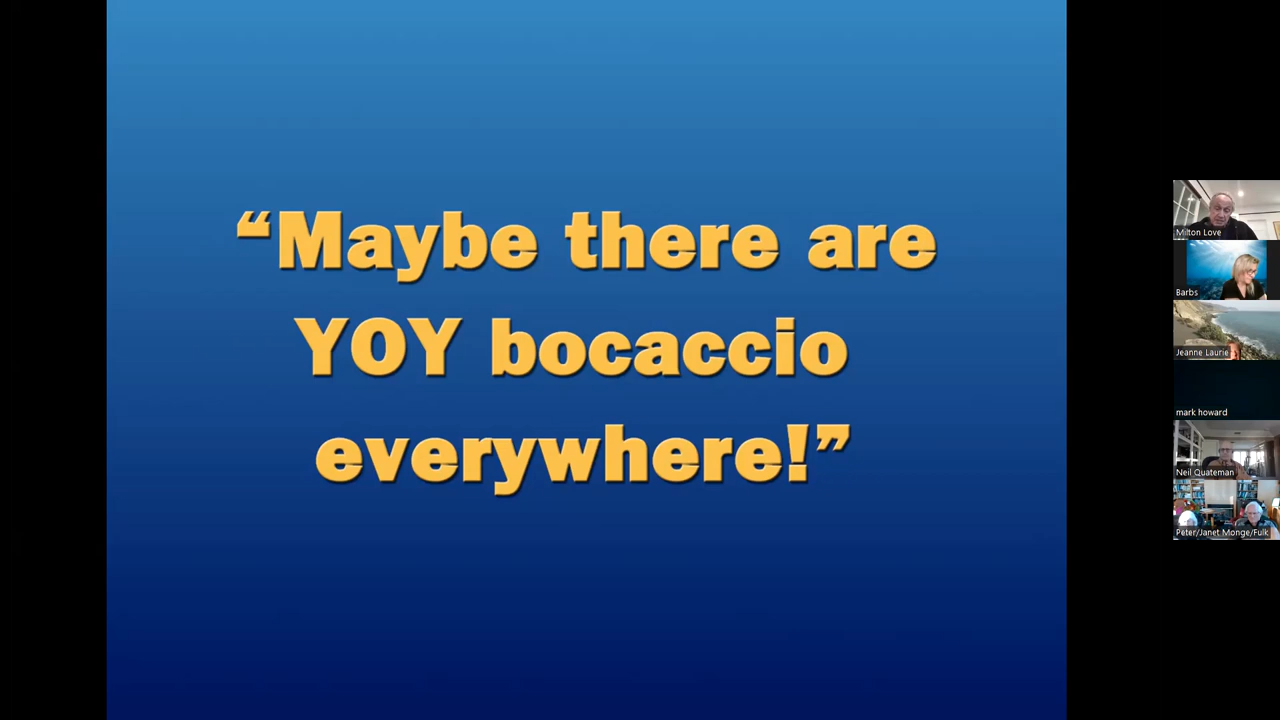 “Maybe there are
YOY bocaccio
everywhere!”
Milton Love
Barbs
Jeanne Laurie
mark howard
Neil Quateman
Peter/Janet Monge/Fulk